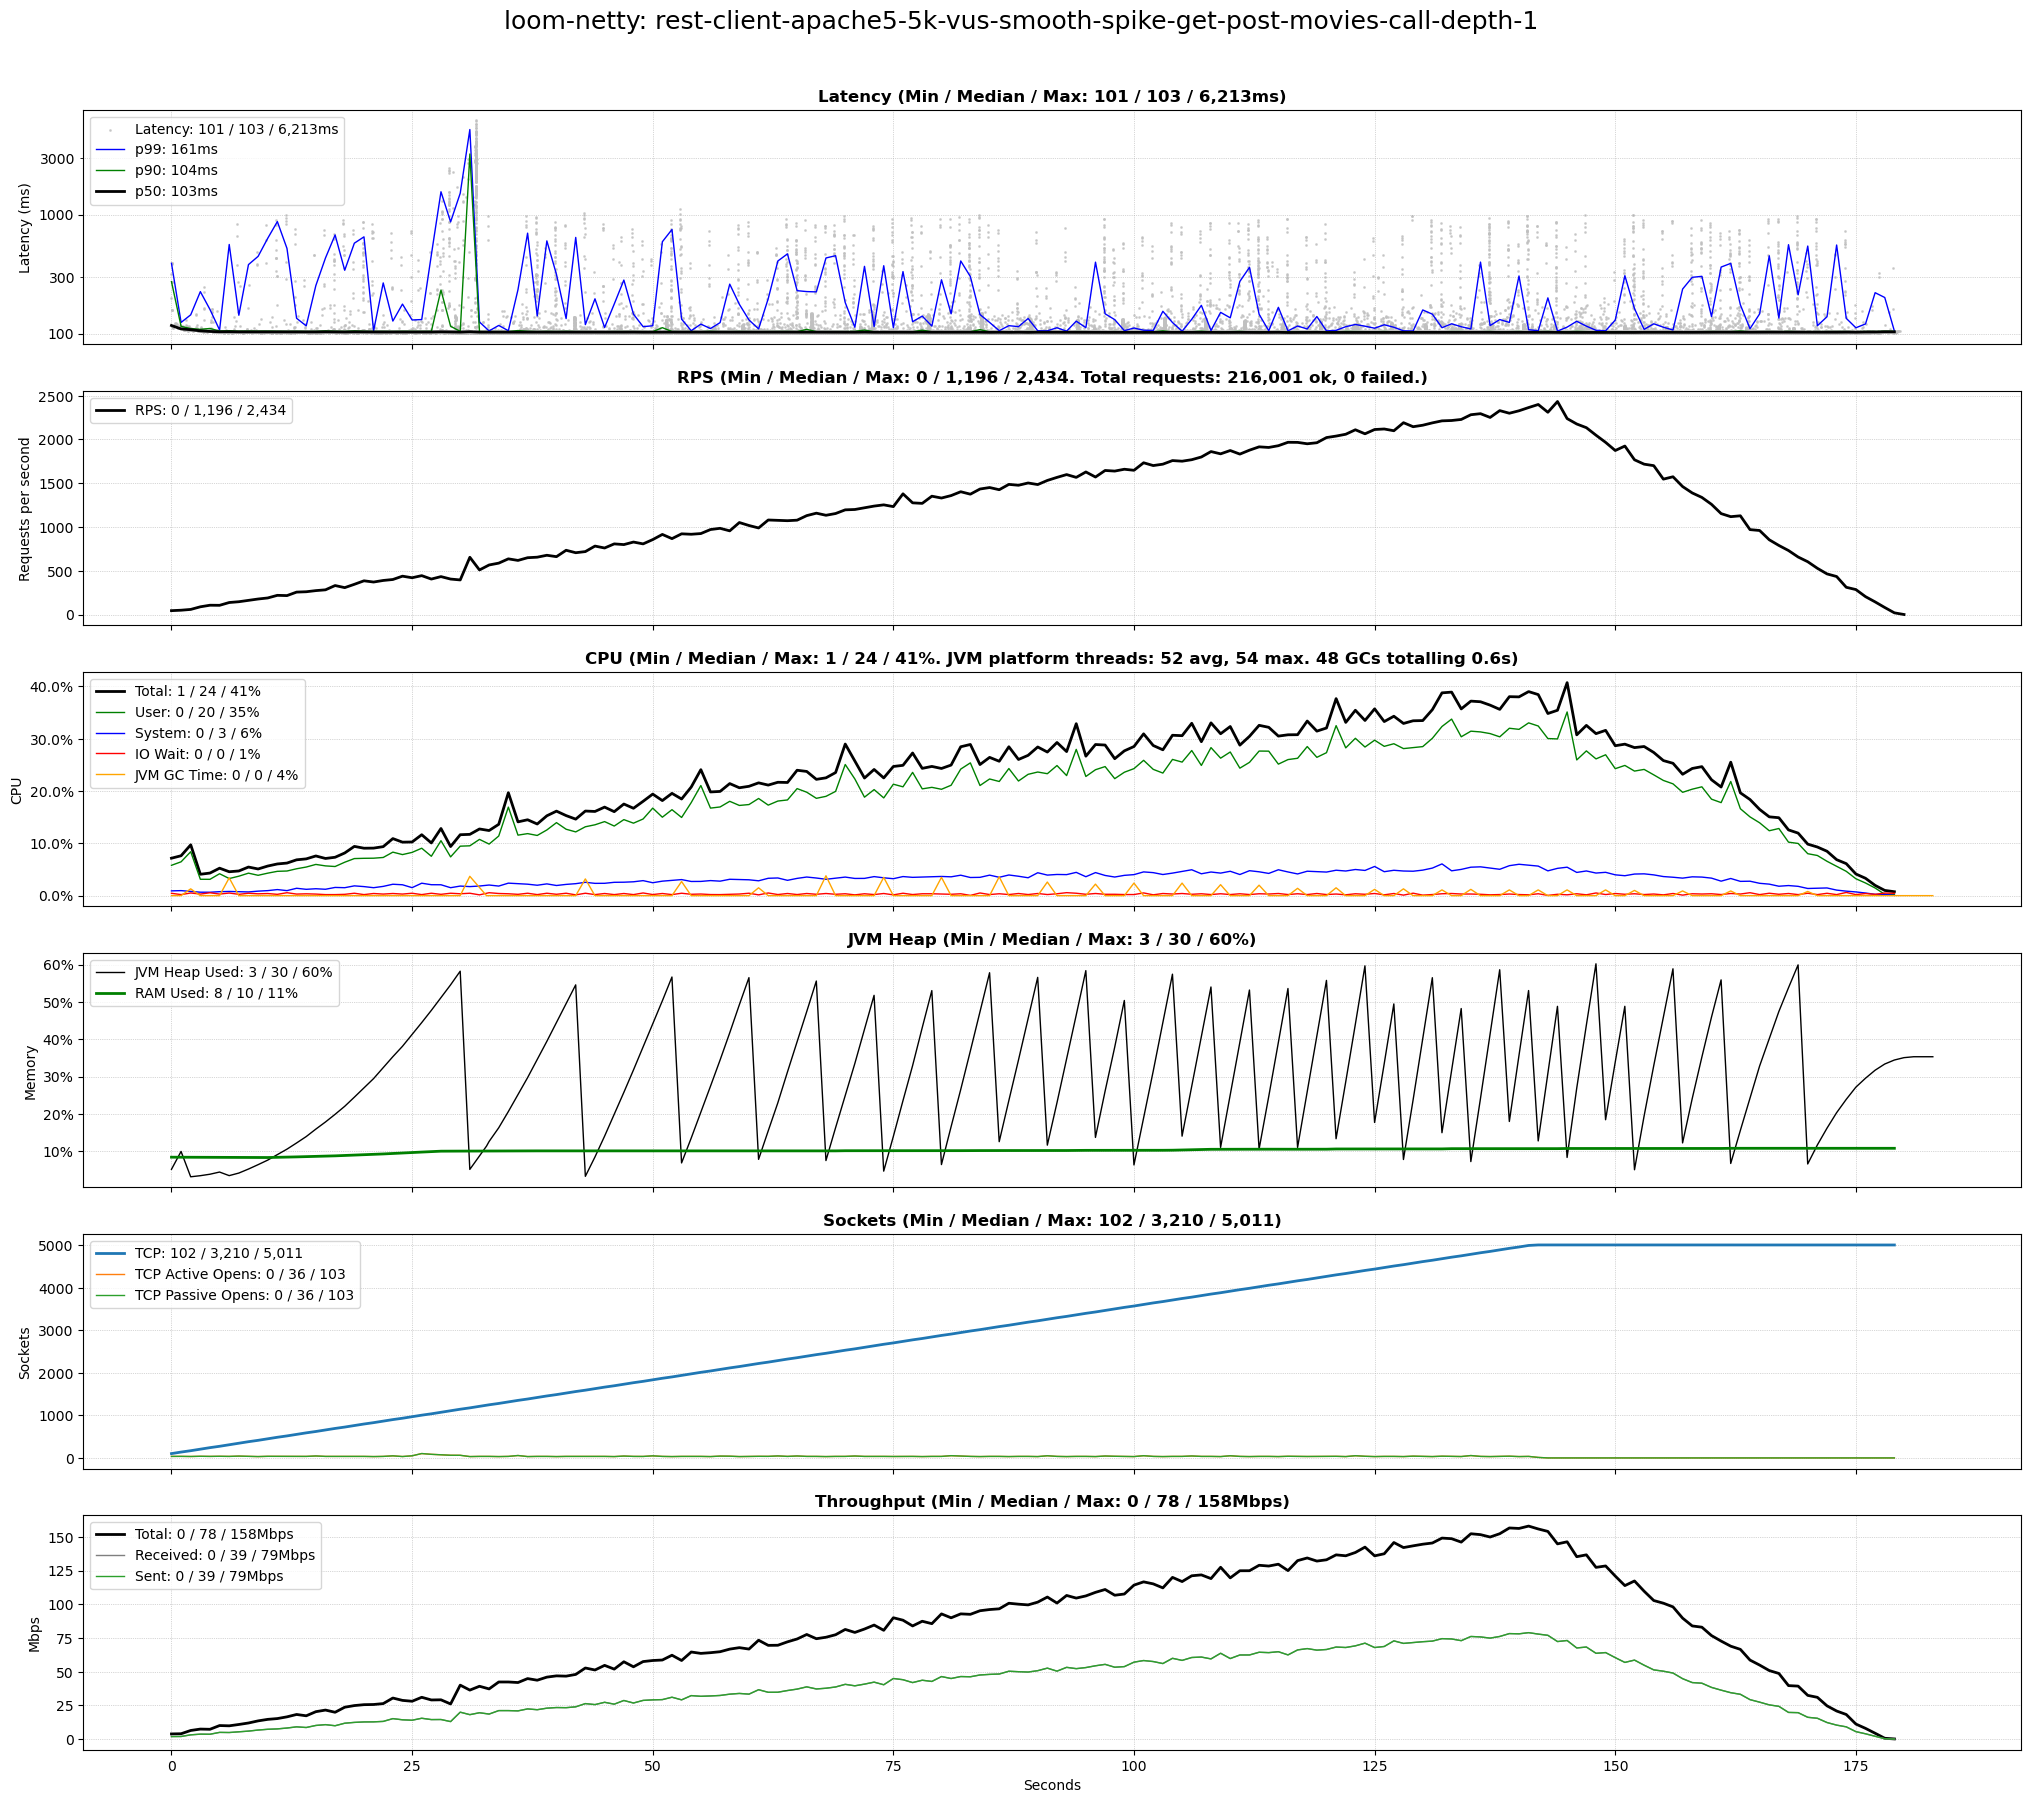 loom-netty: rest-client-apache5-5k-vus-smooth-spike-get-post-movies-call-depth-1
Latency (Min / Median / Max: 101 / 103 / 6,213ms)
Latency: 101 / 103 / 6,213ms
p99: 161ms
p90: 104ms
p50: 103ms
3000
1000
300
100
Latency (ms)
RPS (Min / Median / Max: 0 / 1,196 / 2,434. Total requests: 216,001 ok, 0 failed.)
RPS: 0 / 1,196 / 2,434
2500
2000
1500
1000
500
0
Requests per second
CPU (Min / Median / Max: 1 / 24 / 41%. JVM platform threads: 52 avg, 54 max. 48 GCs totalling 0.6s)
Total: 1 / 24 / 41%
User: 0 / 20 / 35%
System: 0 / 3 / 6%
IO Wait: 0 / 0 / 1%
JVM GC Time: 0 / 0 / 4%
40.0%
30.0%
20.0%
10.0%
0.0%
CPU
JVM Heap (Min / Median / Max: 3 / 30 / 60%)
JVM Heap Used: 3 / 30 / 60%
RAM Used: 8 / 10 / 11%
60%
50%
40%
30%
20%
10%
Memory
Sockets (Min / Median / Max: 102 / 3,210 / 5,011)
TCP: 102 / 3,210 / 5,011
TCP Active Opens: 0 / 36 / 103
TCP Passive Opens: 0 / 36 / 103
5000
4000
3000
2000
1000
0
Sockets
Throughput (Min / Median / Max: 0 / 78 / 158Mbps)
Total: 0 / 78 / 158Mbps
Received: 0 / 39 / 79Mbps
Sent: 0 / 39 / 79Mbps
150
125
100
75
50
25
0
Mbps
0 25 50 75 100 125 150 175
Seconds